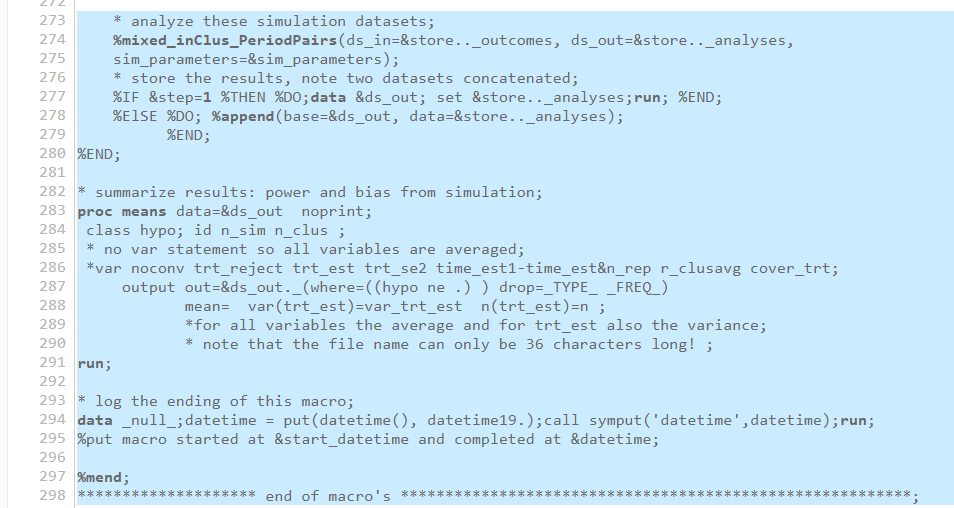 272
273 * analyze these simulation datasets;
274 %mixed_inClus_PeriodPairs(ds_in=&store.._outcomes, ds_out=&store.._analyses,
275 sim_parameters=&sim_parameters);
276 * store the results, note two datasets concatenated;
277 %IF &step=1 %THEN %DO;data &ds_out; set &store.._analyses;run; %END;
278 %ElSE %DO; %append(base=&ds_out, data=&store.._analyses);
279 %END;
280 %END;
281
282 * summarize results: power and bias from simulation;
283 proc means data=&ds_out  noprint;
284 class hypo; id n_sim n_clus ;
285 * no var statement so all variables are averaged;
286 *var noconv trt_reject trt_est trt_se2 time_est1-time_est&n_rep r_clusavg cover_trt;
287 output out=&ds_out._(where=((hypo ne .) ) drop=_TYPE_ _FREQ_)
288 mean=  var(trt_est)=var_trt_est  n(trt_est)=n ;
289 *for all variables the average and for trt_est also the variance;
290 * note that the file name can only be 36 characters long! ;
291 run;
292
293 * log the ending of this macro;
294 data _null_;datetime = put(datetime(), datetime19.);call symput('datetime',datetime);run;
295 %put macro started at &start_datetime and completed at &datetime;
296
297 %mend;
298 ******************** end of macro's *********************************************************;